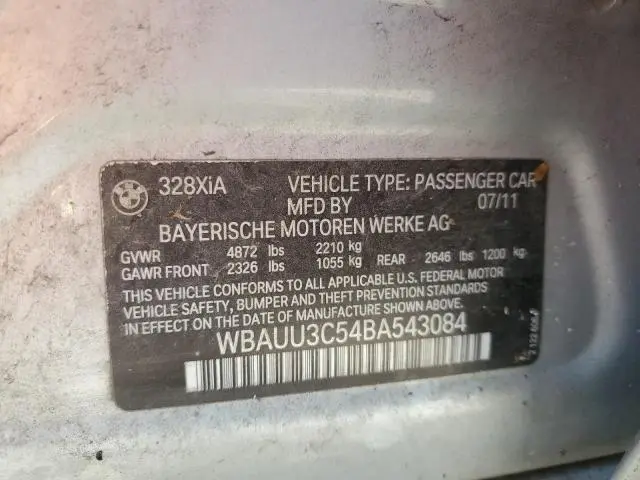 BMW
328XiA VEHICLE TYPE: PASSENGER CAR
MFD BY 07/11
BAYERISCHE MOTOREN WERKE AG
GVWR 4872 lbs 2210 kg
GAWR FRONT 2326 lbs 1055 kg REAR 2646 lbs 1200 kg
THIS VEHICLE CONFORMS TO ALL APPLICABLE U.S. FEDERAL MOTOR
VEHICLE SAFETY, BUMPER AND THEFT PREVENTION STANDARDS
IN EFFECT ON THE DATE OF MANUFACTURE SHOWN ABOVE.
WBAUU3C54BA543084